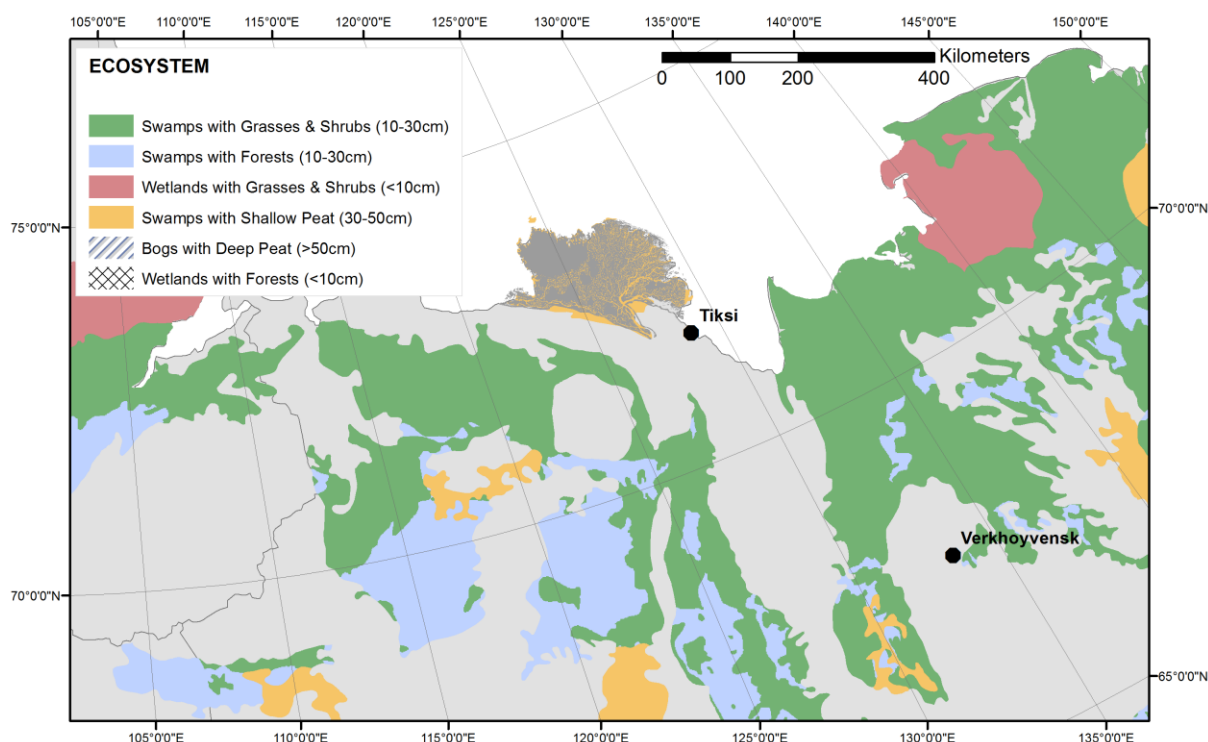 105°0'0"E 110°0'0"E 115°0'0"E 120°0'0"E 125°0'0"E 130°0'0"E 135°0'0"E 140°0'0"E 145°0'0"E 150°0'0"E
ECOSYSTEM
Swamps with Grasses & Shrubs (10-30cm)
Swamps with Forests (10-30cm)
Wetlands with Grasses & Shrubs (<10cm)
Swamps with Shallow Peat (30-50cm)
Bogs with Deep Peat (>50cm)
Wetlands with Forests (<10cm)
Kilometers
0 100 200 400
75°0'0"N
70°0'0"N
Tiksi
Verkhoyvensk
70°0'0"N
65°0'0"N
105°0'0"E 110°0'0"E 115°0'0"E 120°0'0"E 125°0'0"E 130°0'0"E 135°0'0"E